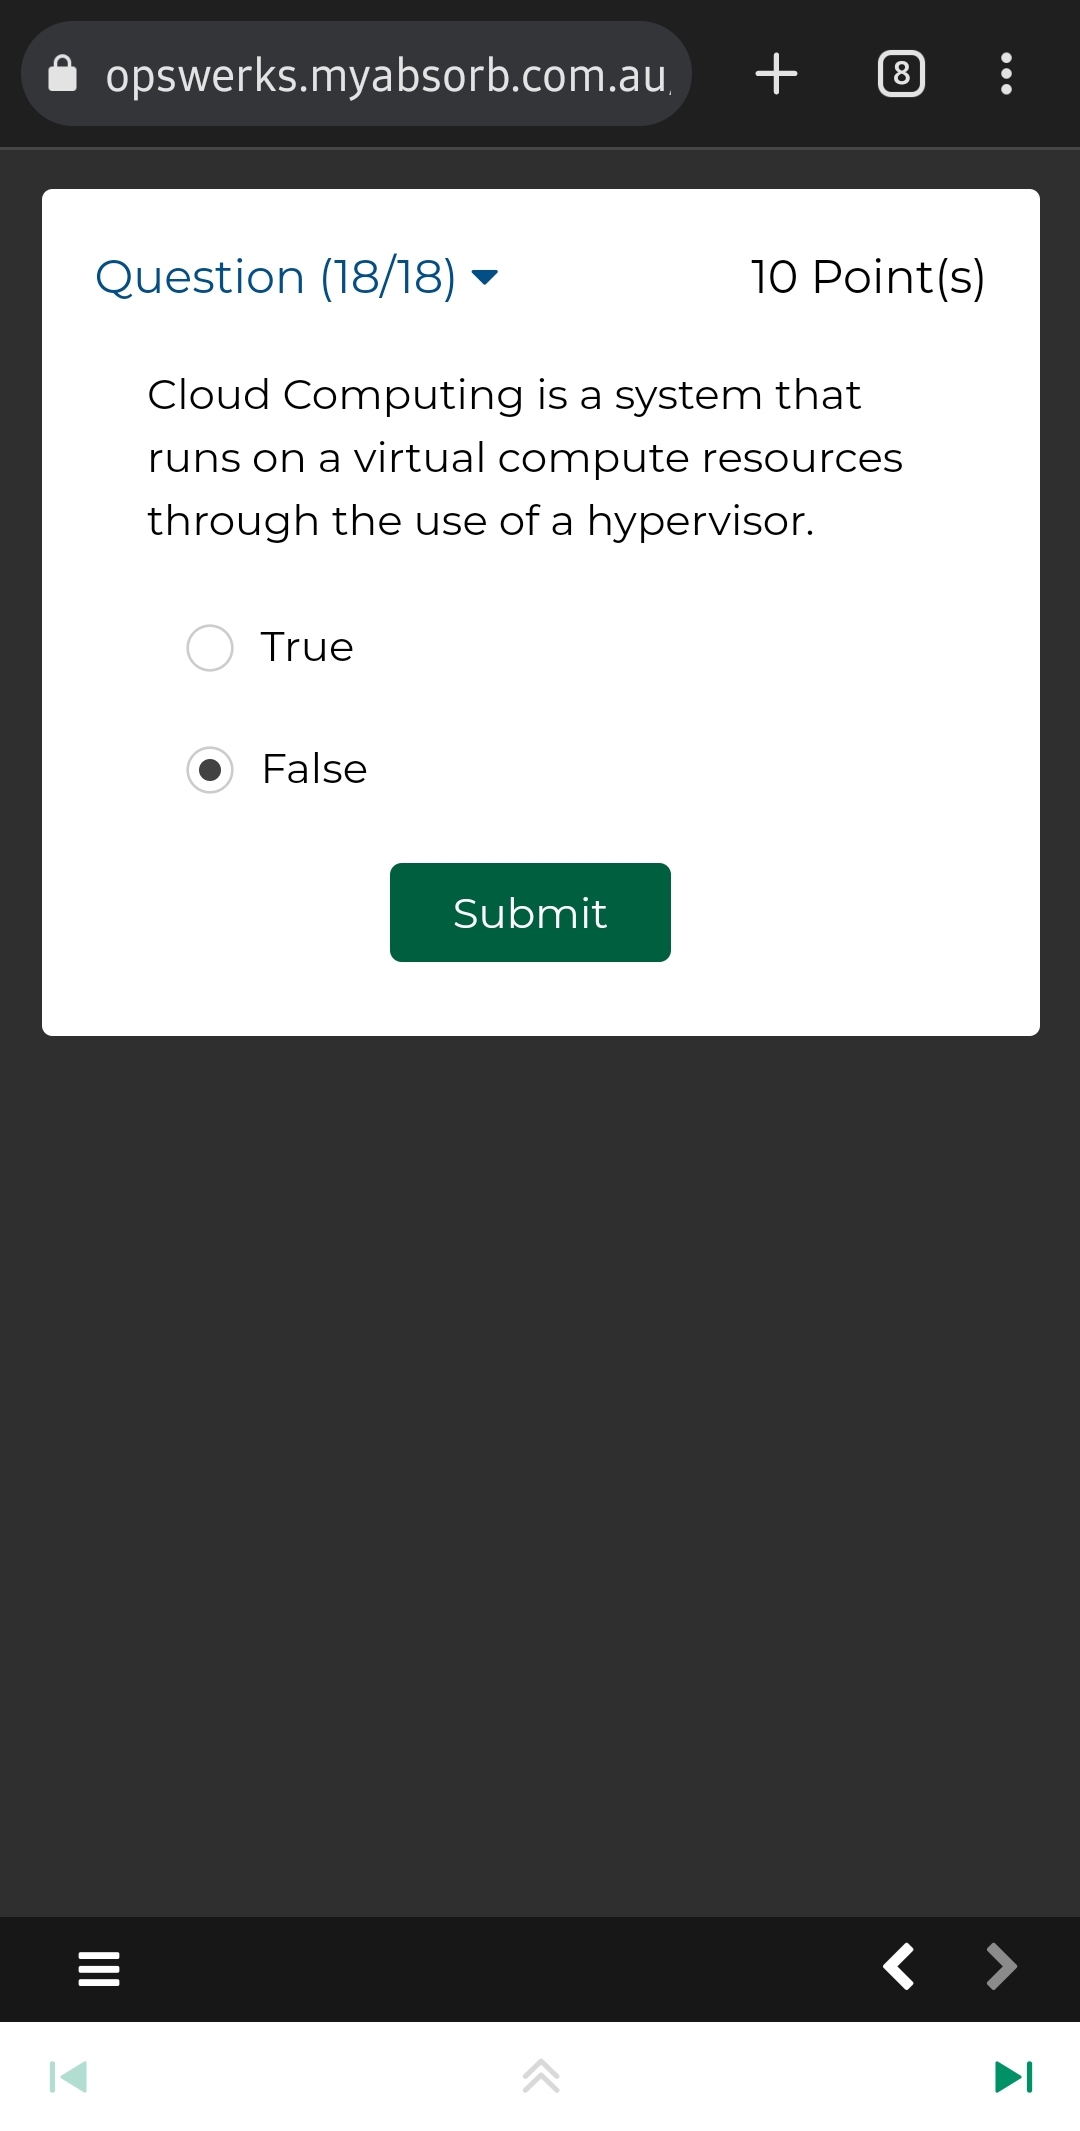 opswerks.myabsorb.com.au
8
Question (18/18)
10 Point(s)
Cloud Computing is a system that
runs on a virtual compute resources
through the use of a hypervisor.
True
False
Submit